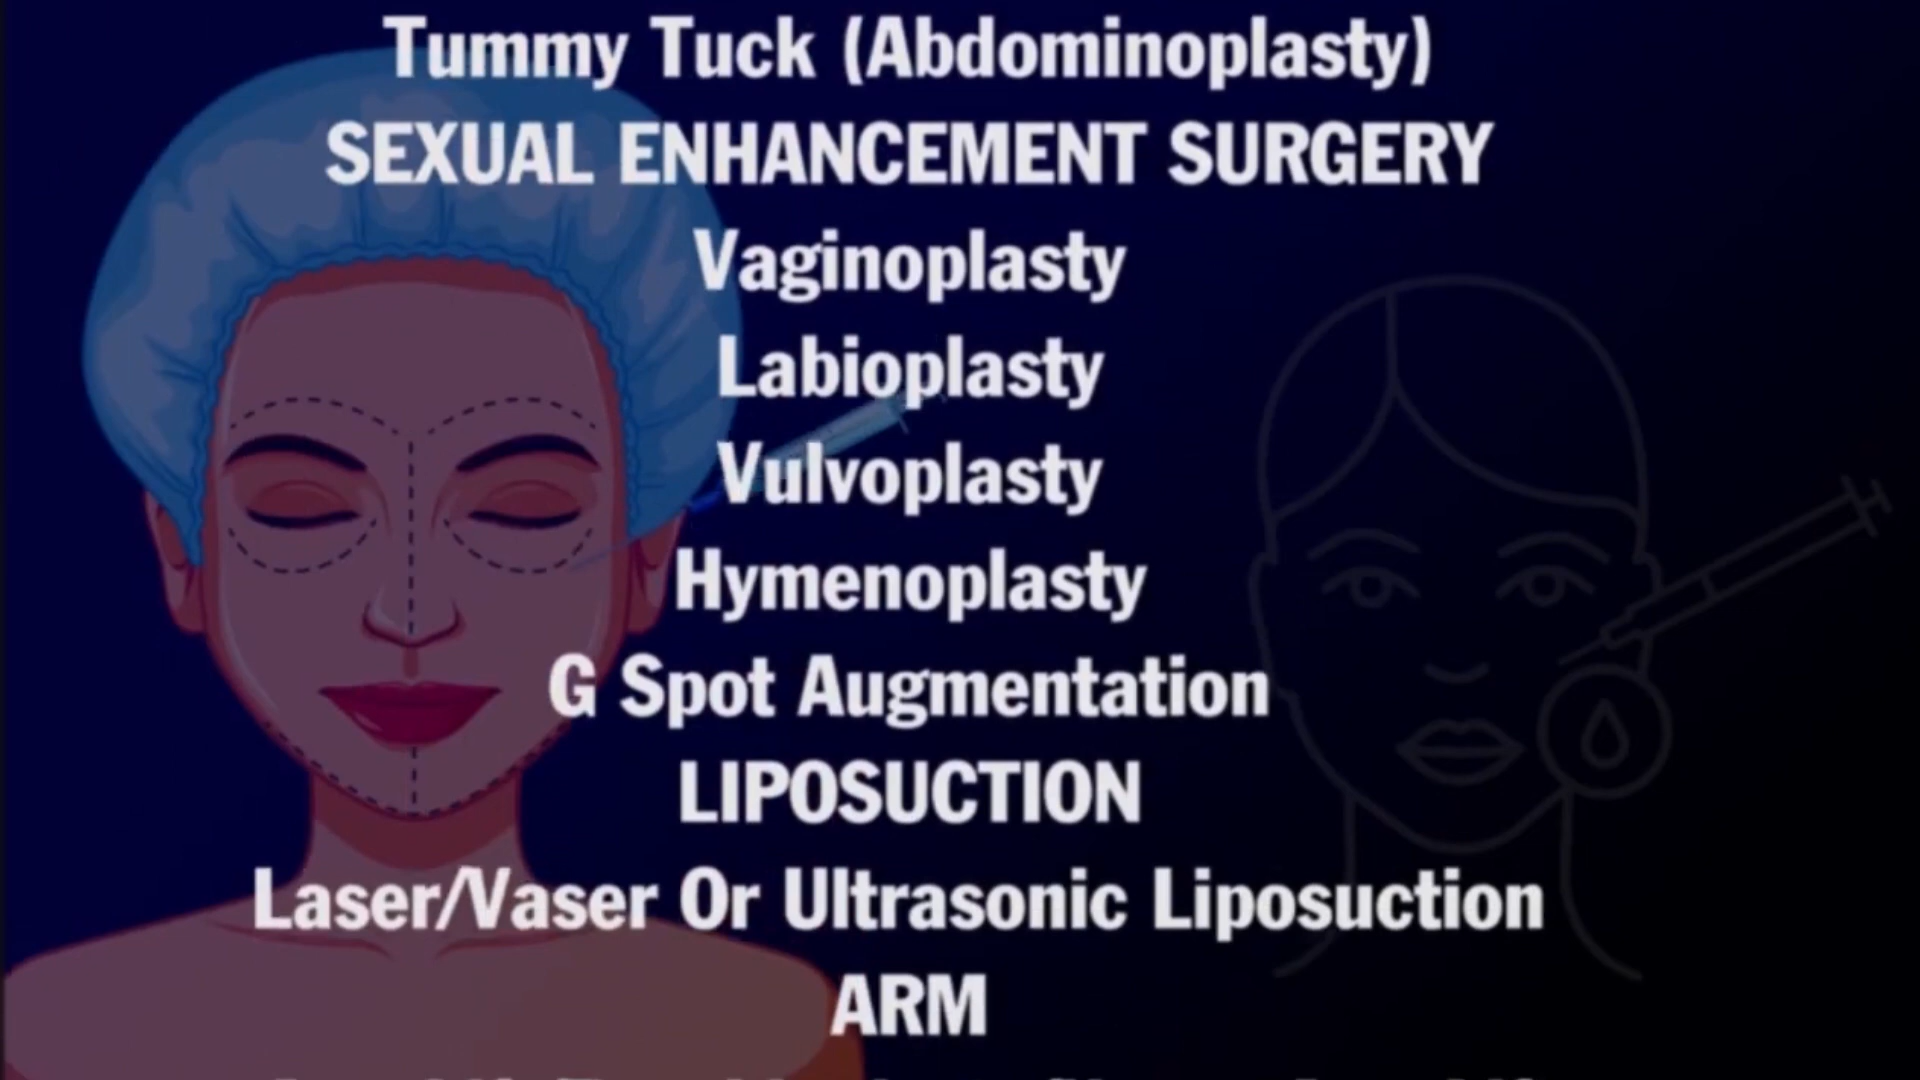 Tummy Tuck (Abdominoplasty)
SEXUAL ENHANCEMENT SURGERY
Vaginoplasty
Labioplasty
Vulvoplasty
Hymenoplasty
G Spot Augmentation
LIPOSUCTION
Laser/Vaser Or Ultrasonic Liposuction
ARM